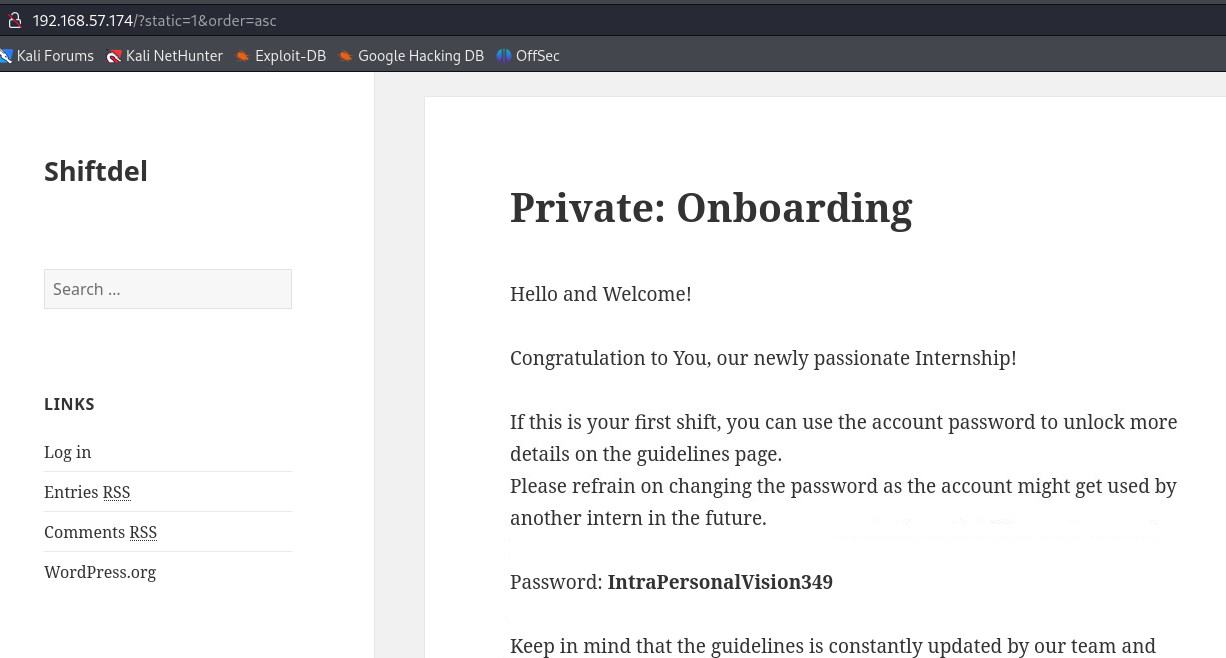 192.168.57.174/?static=1&order=asc
Kali Forums Kali NetHunter Exploit-DB Google Hacking DB OffSec
Shiftdel
Search …
LINKS
Log in
Entries RSS
Comments RSS
WordPress.org
Private: Onboarding
Hello and Welcome!
Congratulation to You, our newly passionate Internship!
If this is your first shift, you can use the account password to unlock more
details on the guidelines page.
Please refrain on changing the password as the account might get used by
another intern in the future.
Password: IntraPersonalVision349
Keep in mind that the guidelines is constantly updated by our team and